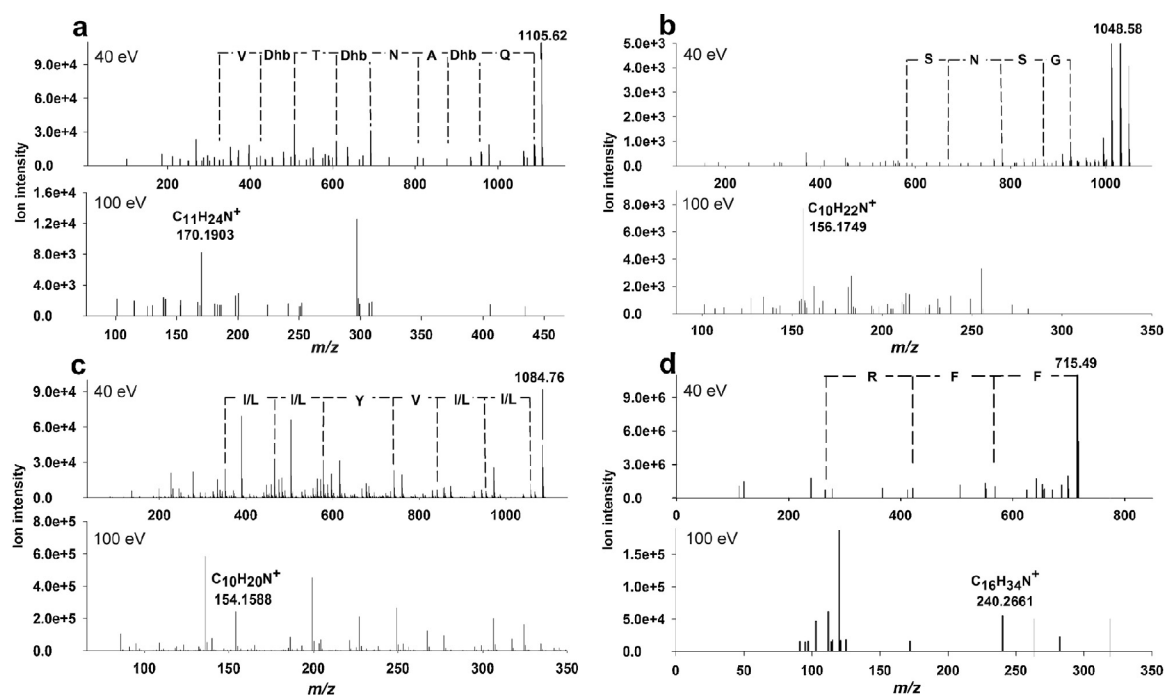 a
40 eV
1105.62
V Dhb T Dhb N A Dhb Q
9.0e+4
6.0e+4
3.0e+4
0.0
200 400 600 800 1000
Ion intensity
100 eV
C11H24N+
170.1903
1.6e+4
1.2e+4
8.0e+3
4.0e+3
0.0
100 150 200 250 300 350 400 450
m/z
b
40 eV
1048.58
S N S G
5.0e+3
4.0e+3
3.0e+3
2.0e+3
1.0e+3
0.0
200 400 600 800 1000
Ion intensity
100 eV
C10H22N+
156.1749
8.0e+3
6.0e+3
4.0e+3
2.0e+3
0.0
100 150 200 250 300 350
m/z
c
40 eV
1084.76
I/L I/L Y V I/L I/L
9.0e+4
6.0e+4
3.0e+4
0.0
200 400 600 800 1000
Ion intensity
100 eV
C10H20N+
154.1588
8.0e+5
6.0e+5
4.0e+5
2.0e+5
0.0
100 150 200 250 300 350
m/z
d
40 eV
715.49
R F F
9.0e+6
6.0e+6
3.0e+6
0.0
0 200 400 600 800
Ion intensity
100 eV
C16H34N+
240.2661
1.5e+5
1.0e+5
5.0e+4
0.0
0 50 100 150 200 250 300 350
m/z